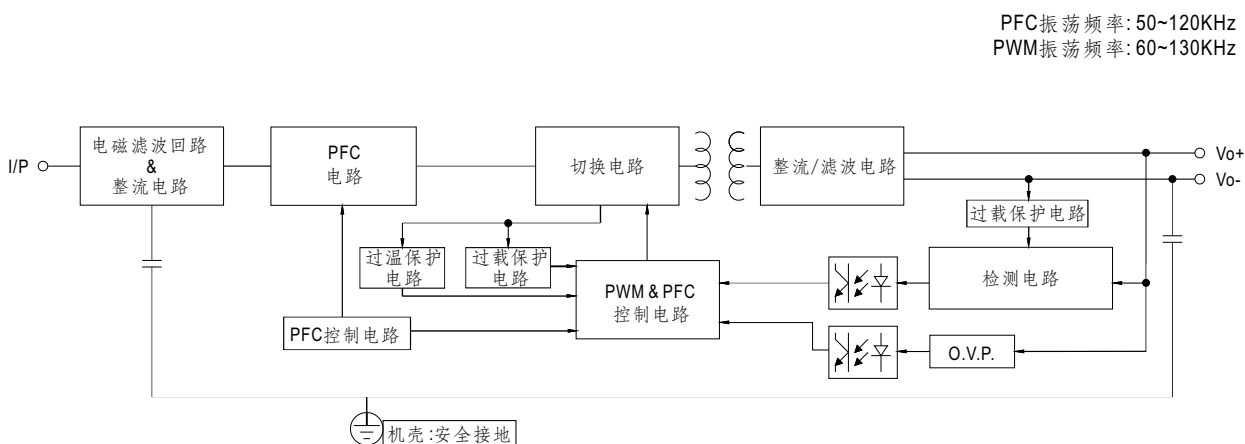 PFC振荡频率: 50~120KHz
PWM振荡频率: 60~130KHz
I/P
电磁滤波回路
&
整流电路
PFC
电路
切换电路
整流/滤波电路
Vo+
Vo-
过载保护电路
过温保护
电路
过载保护
电路
PWM & PFC
控制电路
检测电路
PFC控制电路
O.V.P.
机壳:安全接地